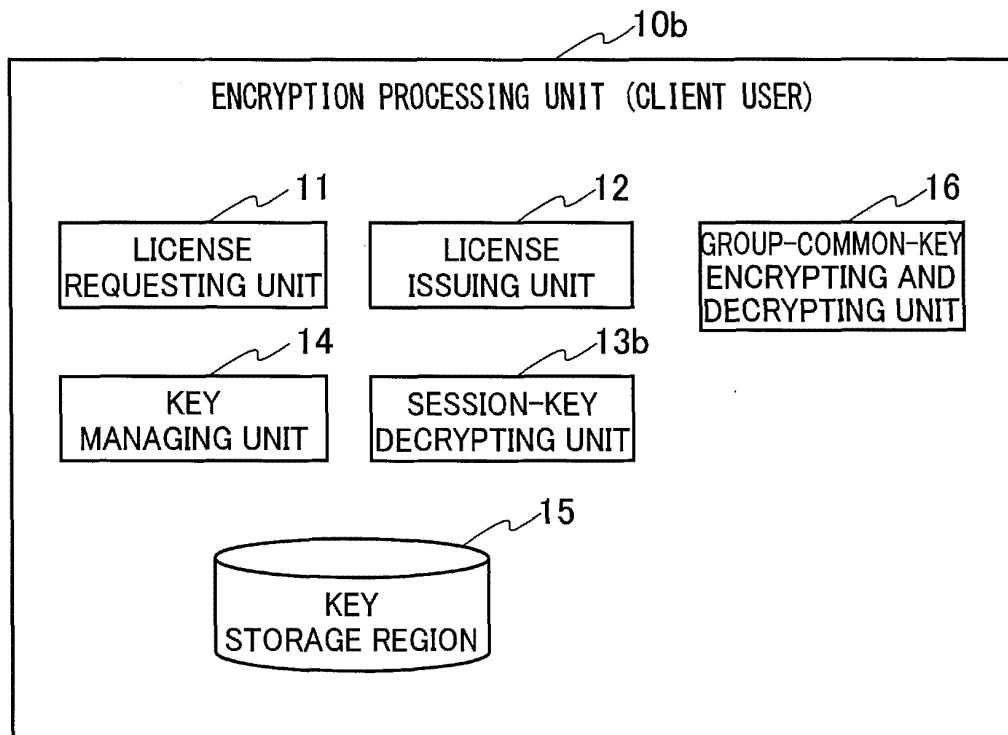 10b
ENCRYPTION PROCESSING UNIT (CLIENT USER)
11
LICENSE
REQUESTING UNIT
12
LICENSE
ISSUING UNIT
16
GROUP-COMMON-KEY
ENCRYPTING AND
DECRYPTING UNIT
14
KEY
MANAGING UNIT
13b
SESSION-KEY
DECRYPTING UNIT
15
KEY
STORAGE REGION